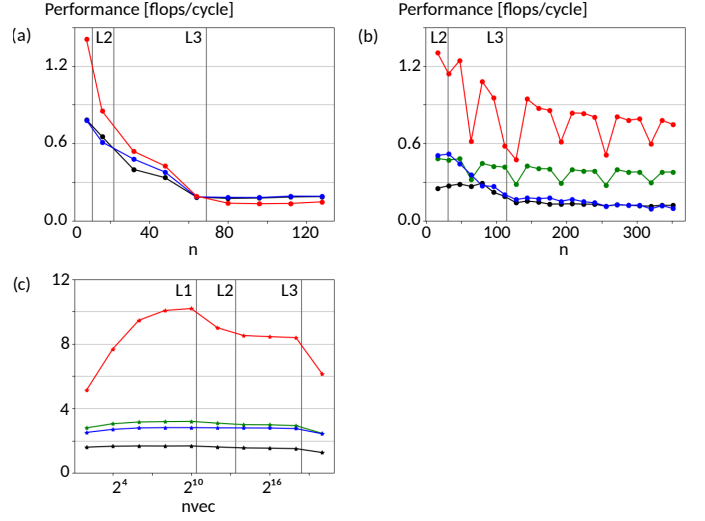 Performance [flops/cycle]
(a)
L2
L3
1.2
0.6
0.0
0
40
80
120
n
Performance [flops/cycle]
(b)
L2
L3
1.2
0.6
0.0
0
100
200
300
n
(c)
12
L1
L2
L3
8
4
0
2⁴
2¹⁰
2¹⁶
nvec